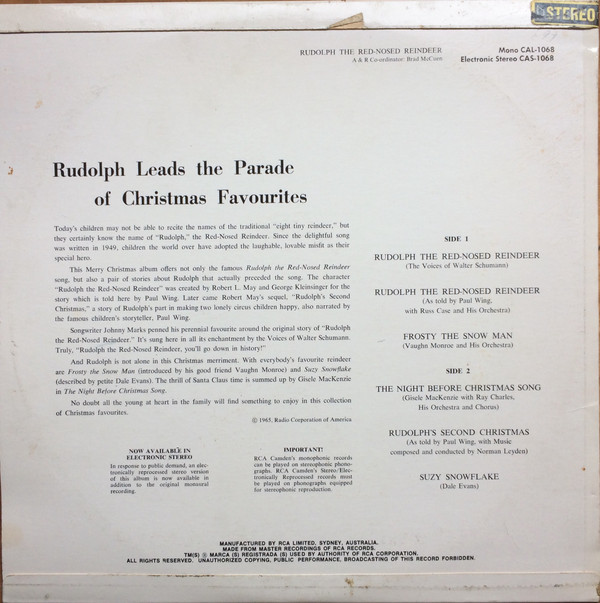 STEREO
RUDOLPH THE RED-NOSED REINDEER
A & R Co-ordinator: Brad McCuen
Mono CAL-1068
Electronic Stereo CAS-1068
Rudolph Leads the Parade
of Christmas Favourites
Today's children may not be able to recite the names of the traditional "eight tiny reindeer," but
they certainly know the name of "Rudolph," the Red-Nosed Reindeer. Since the delightful song
was written in 1949, children the world over have adopted the laughable, lovable misfit as their
special hero.
This Merry Christmas album offers not only the famous Rudolph the Red-Nosed Reindeer
song, but also a pair of stories about Rudolph that actually preceded the song. The character
"Rudolph the Red-Nosed Reindeer" was created by Robert L. May and George Kleinsinger for the
story which is told here by Paul Wing. Later came Robert May's sequel, "Rudolph's Second
Christmas," a story of Rudolph's part in making two lonely circus children happy, also narrated by
the famous children's storyteller, Paul Wing.
Songwriter Johnny Marks penned his perennial favourite around the original story of "Rudolph
the Red-Nosed Reindeer." It's sung here in all its enchantment by the Voices of Walter Schumann.
Truly, "Rudolph the Red-Nosed Reindeer, you'll go down in history!"
And Rudolph is not alone in this Christmas merriment. With everybody's favourite reindeer
are Frosty the Snow Man (introduced by his good friend Vaughn Monroe) and Suzy Snowflake
(described by petite Dale Evans). The thrill of Santa Claus time is summed up by Gisele MacKenzie
in The Night Before Christmas Song.
No doubt all the young at heart in the family will find something to enjoy in this collection
of Christmas favourites.
© 1965, Radio Corporation of America
SIDE 1
RUDOLPH THE RED-NOSED REINDEER
(The Voices of Walter Schumann)
RUDOLPH THE RED-NOSED REINDEER
(As told by Paul Wing,
with Russ Case and His Orchestra)
FROSTY THE SNOW MAN
(Vaughn Monroe and His Orchestra)
SIDE 2
THE NIGHT BEFORE CHRISTMAS SONG
(Gisele MacKenzie with Ray Charles,
His Orchestra and Chorus)
RUDOLPH'S SECOND CHRISTMAS
(As told by Paul Wing, with Music
composed and conducted by Norman Leyden)
SUZY SNOWFLAKE
(Dale Evans)
NOW AVAILABLE IN
ELECTRONIC STEREO
In response to public demand, an elec-
tronically reprocessed stereo version
of this album is now available in
addition to the original monaural
recording.
IMPORTANT!
RCA Camden's monophonic records
can be played on stereophonic phono-
graphs. RCA Camden's Stereo/Elec-
tronically Reprocessed records must
be played on phonographs equipped
for stereophonic reproduction.
MANUFACTURED BY RCA LIMITED, SYDNEY, AUSTRALIA.
MADE FROM MASTER RECORDINGS OF RCA RECORDS.
TM(S) ® MARCA (S) REGISTRADA (S) USED BY AUTHORITY OF RCA CORPORATION.
ALL RIGHTS RESERVED. UNAUTHORIZED COPYING, PUBLIC PERFORMANCE, BROADCASTING OF THIS RECORD FORBIDDEN.